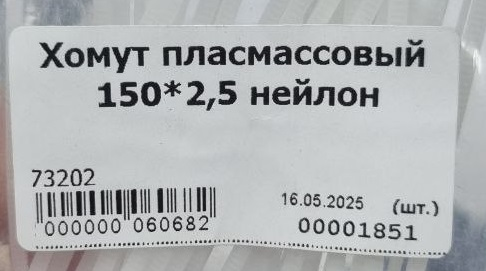 Хомут пласмассовый
150*2,5 нейлон
73202
16.05.2025 (шт.)
000000 060682
00001851